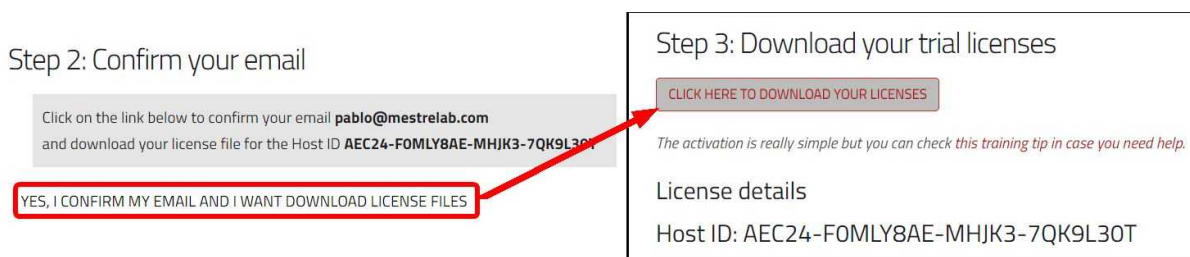 Step 2: Confirm your email
Click on the link below to confirm your email pablo@mestrelab.com
and download your license file for the Host ID AEC24-F0MLY8AE-MHJK3-7QK9L30T
YES, I CONFIRM MY EMAIL AND I WANT DOWNLOAD LICENSE FILES
Step 3: Download your trial licenses
CLICK HERE TO DOWNLOAD YOUR LICENSES
The activation is really simple but you can check this training tip in case you need help.
License details
Host ID: AEC24-F0MLY8AE-MHJK3-7QK9L30T